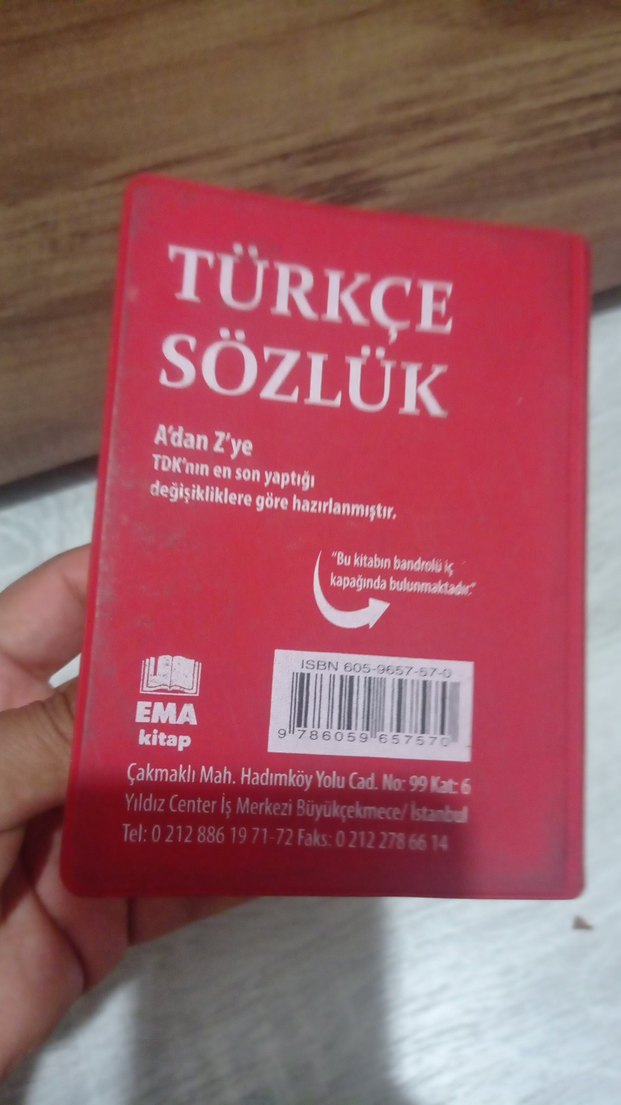 TÜRKÇE
SÖZLÜK
A'dan Z'ye
TDK'nın en son yaptığı
değişikliklere göre hazırlanmıştır.
"Bu kitabın bandrolü iç
kapağında bulunmaktadır."
ISBN 605-9657-57-0
9 786059 657570
EMA
kitap
Çakmaklı Mah. Hadımköy Yolu Cad. No: 99 Kat: 6
Yıldız Center İş Merkezi Büyükçekmece/ İstanbul
Tel: 0 212 886 19 71-72 Faks: 0 212 278 66 14